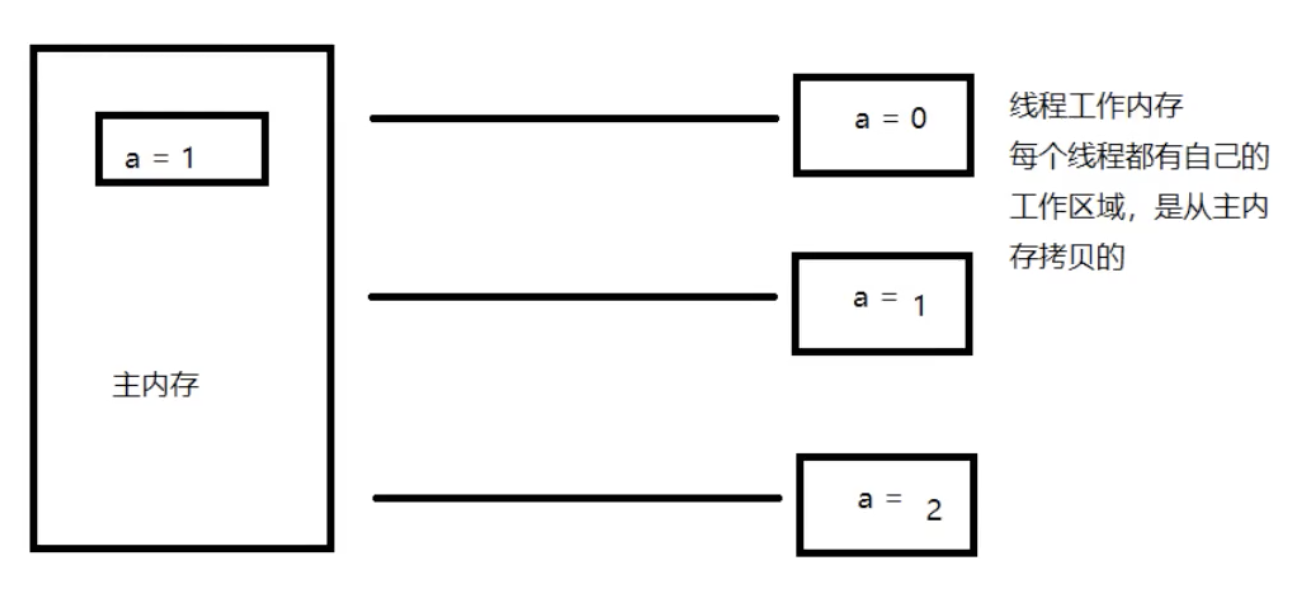 a = 1
主内存
a = 0
a = 1
a = 2
线程工作内存
每个线程都有自己的
工作区域，是从主内
存拷贝的